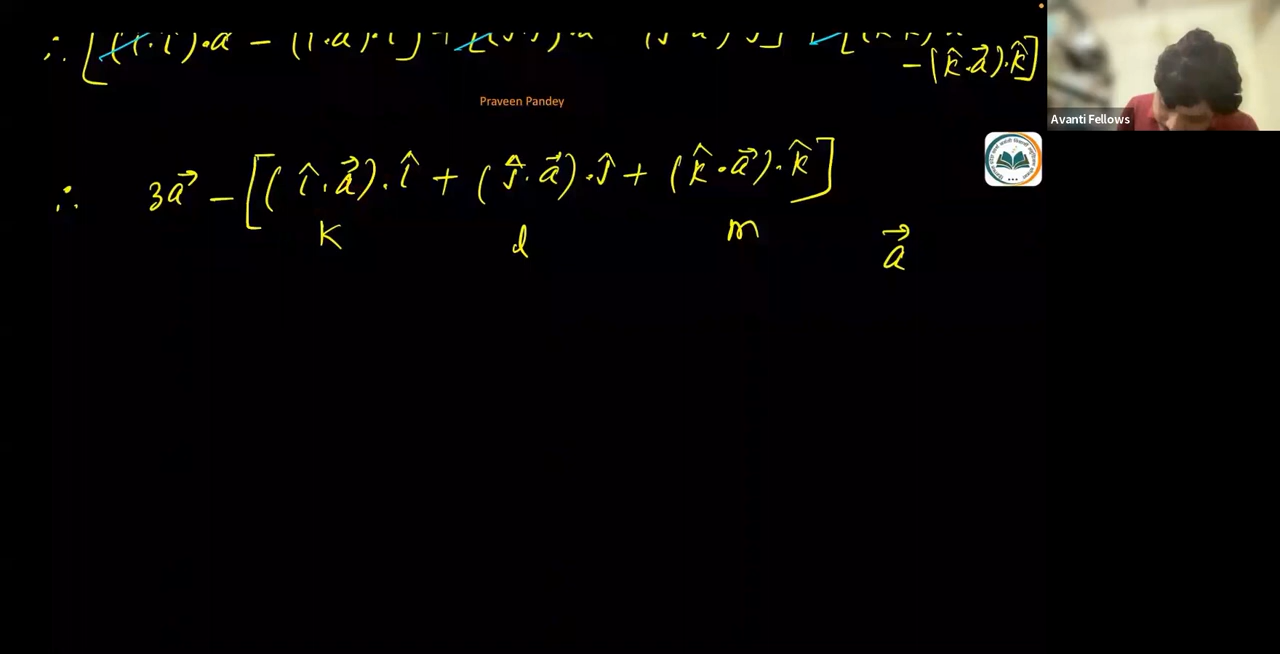 − (k̂·a⃗)·k̂]
Praveen Pandey
Avanti Fellows
∴ 3a⃗ − [(î·a⃗)·î + (ĵ·a⃗)·ĵ + (k̂·a⃗)·k̂]
K l m a⃗